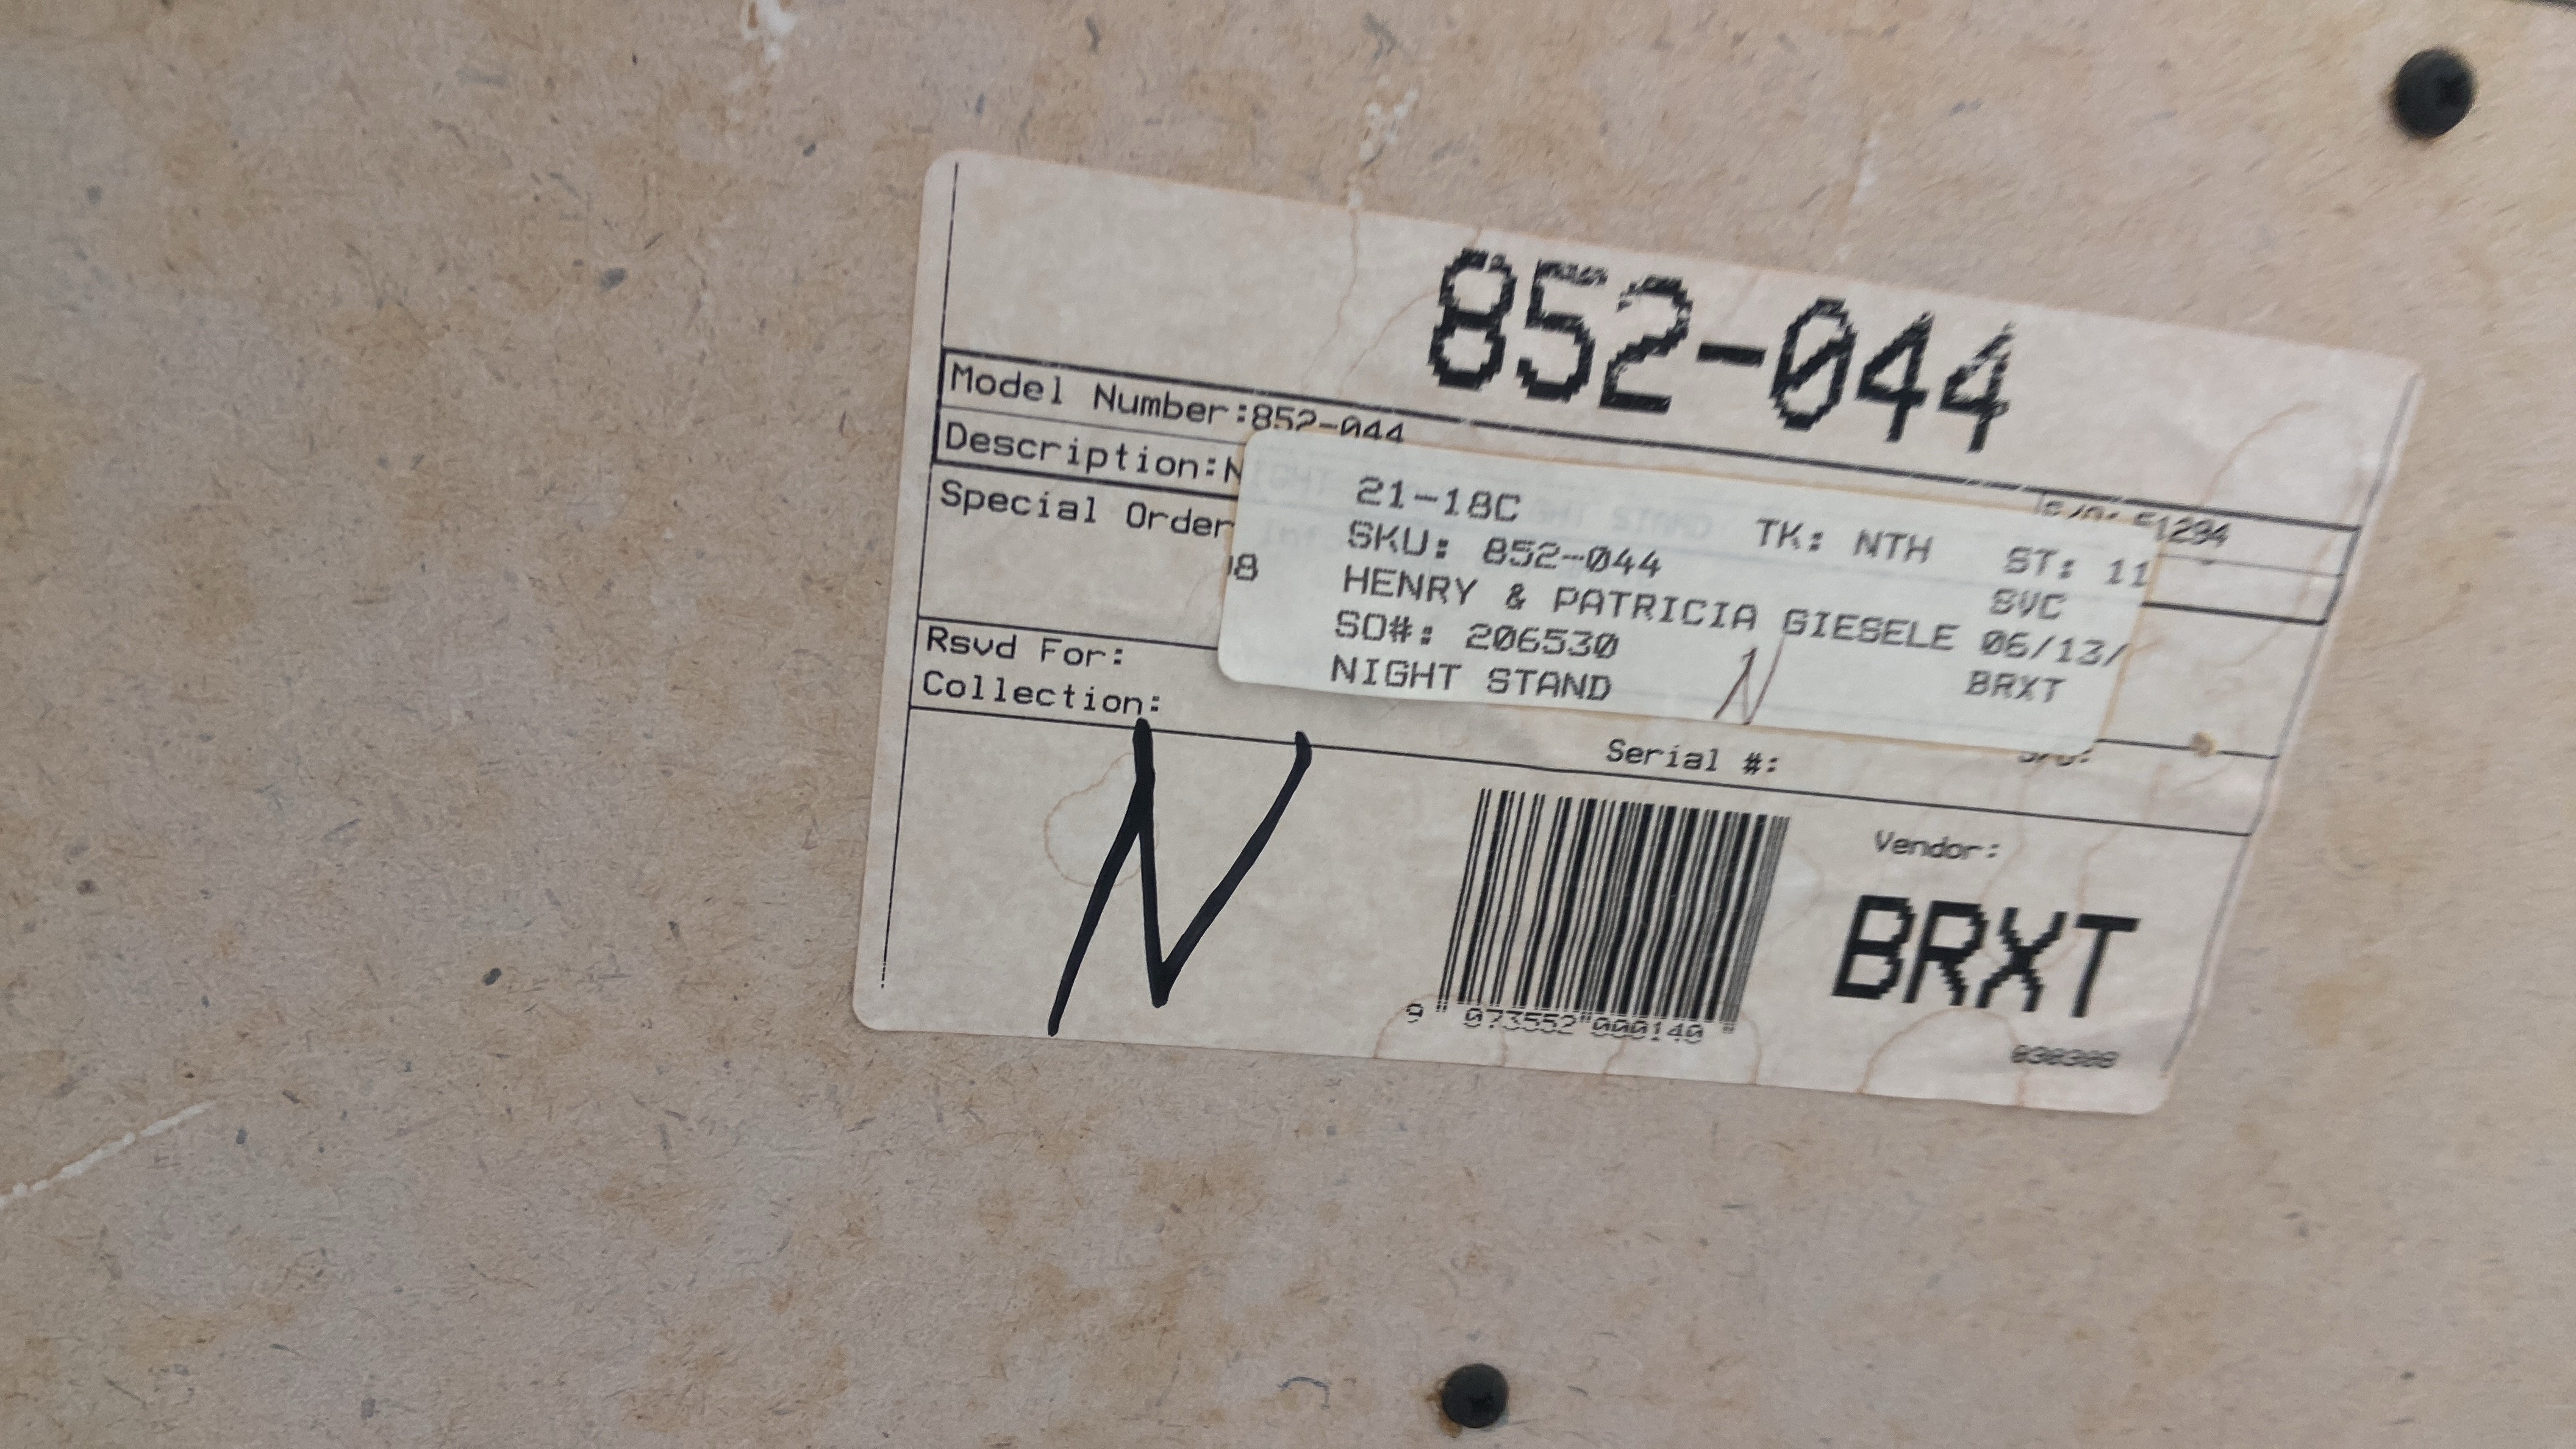 852-044
Model Number:852-044
Description:N
Special Order
21-18C TK: NTH ST: 11
SKU: 852-044 SVC
HENRY & PATRICIA GIESELE 06/13/
SO#: 206530 BRXT
NIGHT STAND N
Rsvd For:
Collection:
Serial #:
N
9 073552 000140
Vendor:
BRXT